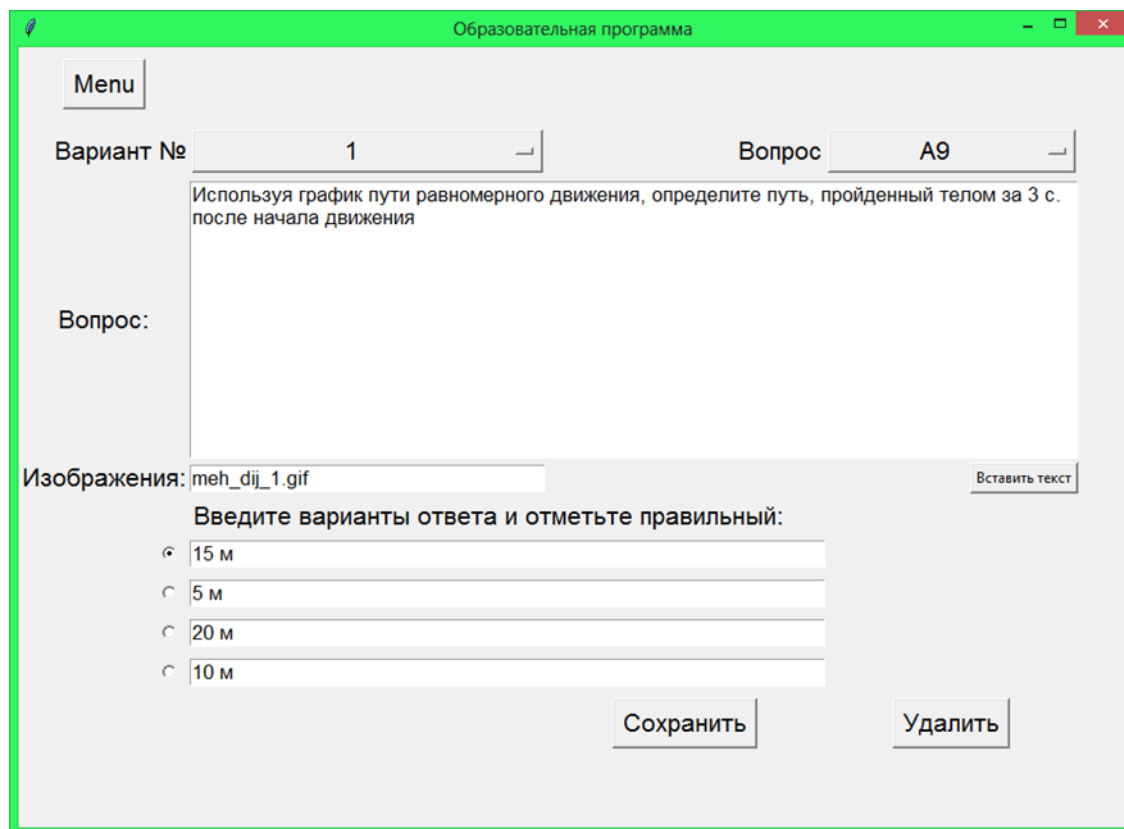 Образовательная программа
Menu
Вариант № 1 Вопрос A9
Используя график пути равномерного движения, определите путь, пройденный телом за 3 с.
после начала движения
Вопрос:
Изображения: meh_dij_1.gif Вставить текст
Введите варианты ответа и отметьте правильный:
15 м
5 м
20 м
10 м
Сохранить Удалить